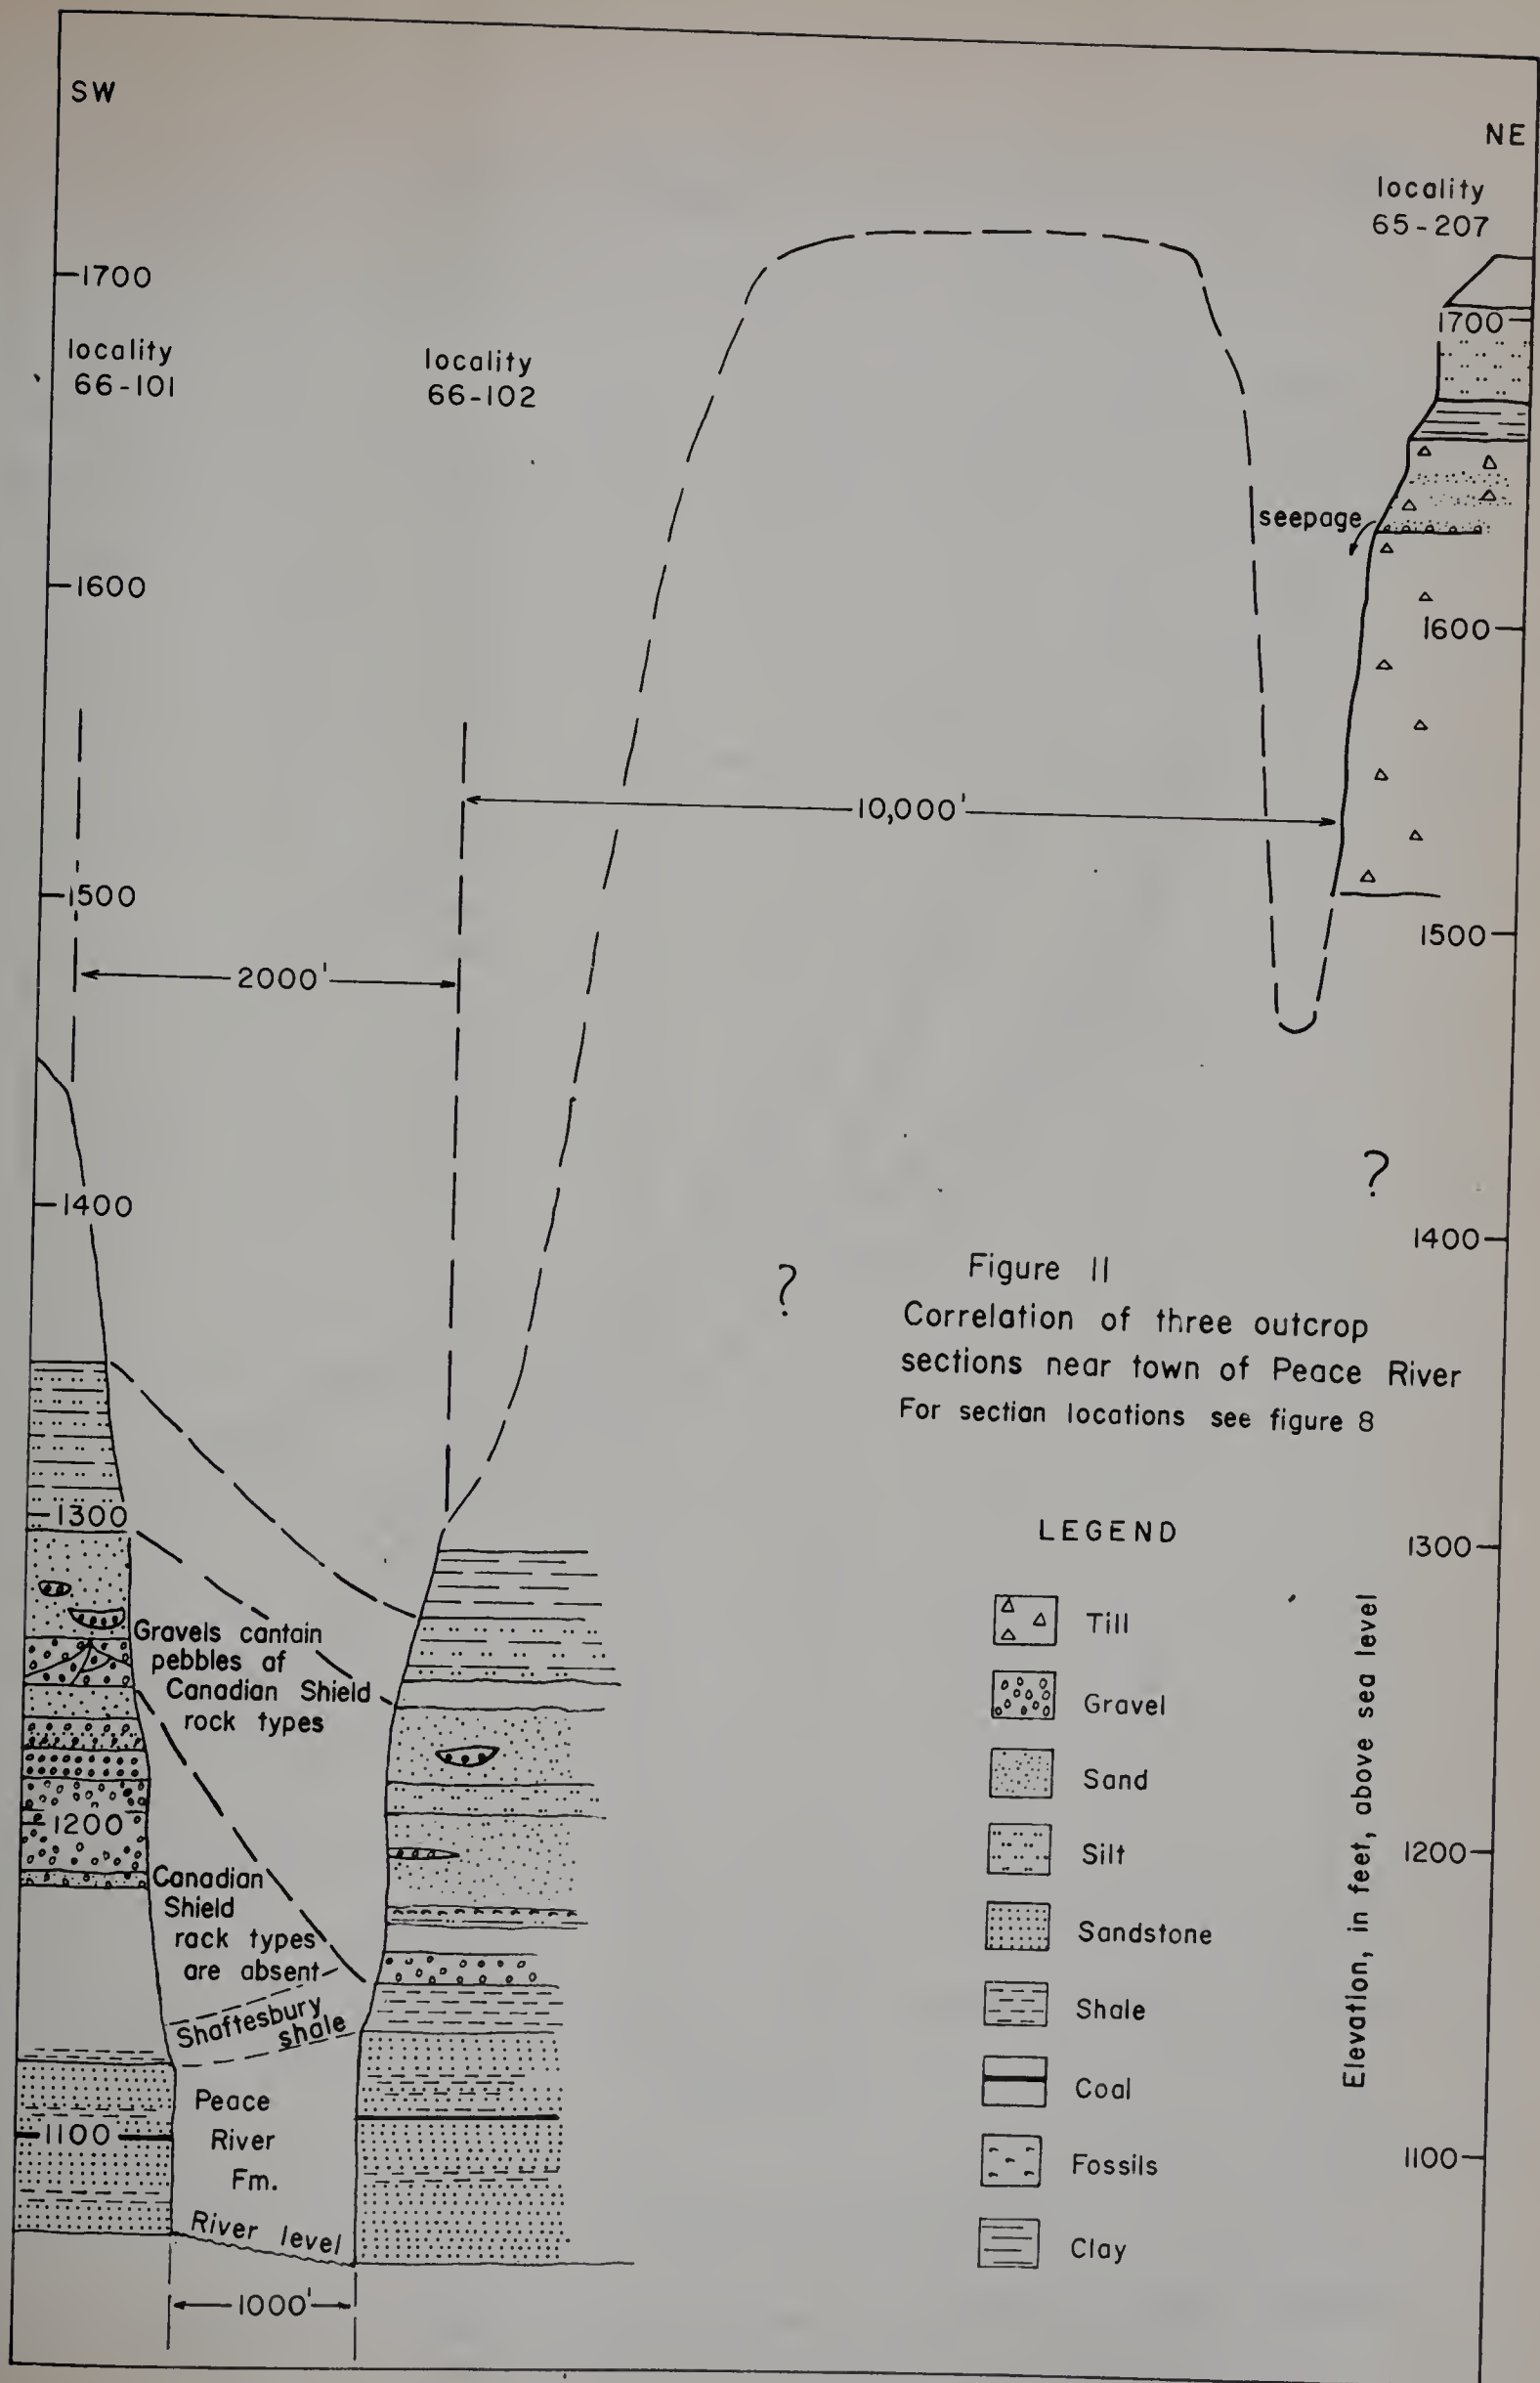 SW
NE
locality
65-207
1700
1700
locality
66-101
locality
66-102
seepage
1600
1600
10,000'
1500
1500
2000'
?
1400
1400
?
Figure 11
Correlation of three outcrop
sections near town of Peace River
For section locations see figure 8
1300
LEGEND
1300
Till
Gravels contain
pebbles of
Canadian Shield
rock types
Gravel
Sand
1200
Silt
1200
Canadian
Shield
rock types
are absent
Sandstone
Shaftesbury
shale
Shale
Elevation, in feet, above sea level
Peace
River
Fm.
Coal
1100
Fossils
1100
River level
Clay
1000'